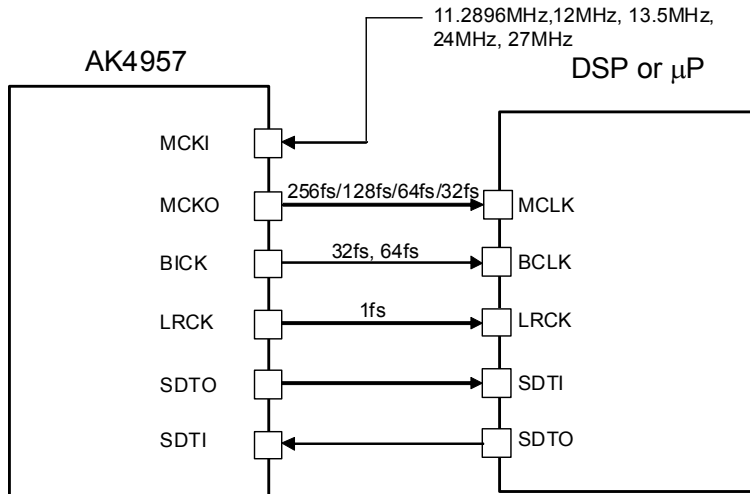 11.2896MHz,12MHz, 13.5MHz,
24MHz, 27MHz
AK4957
DSP or μP
MCKI
MCKO
256fs/128fs/64fs/32fs
MCLK
BICK
32fs, 64fs
BCLK
LRCK
1fs
LRCK
SDTO
SDTI
SDTI
SDTO